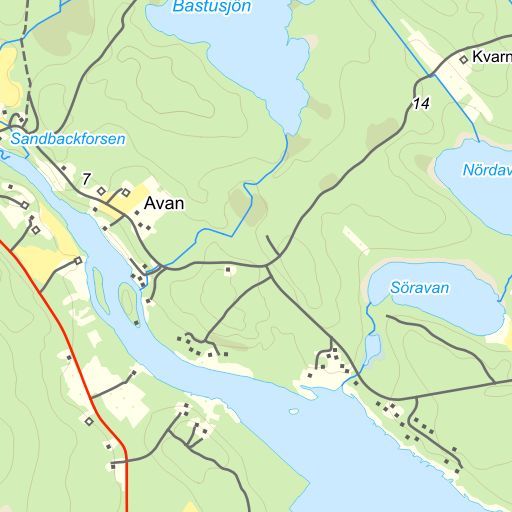 Bastusjön
Kvarn
14
Sandbackforsen
7
Nördav
Avan
Söravan